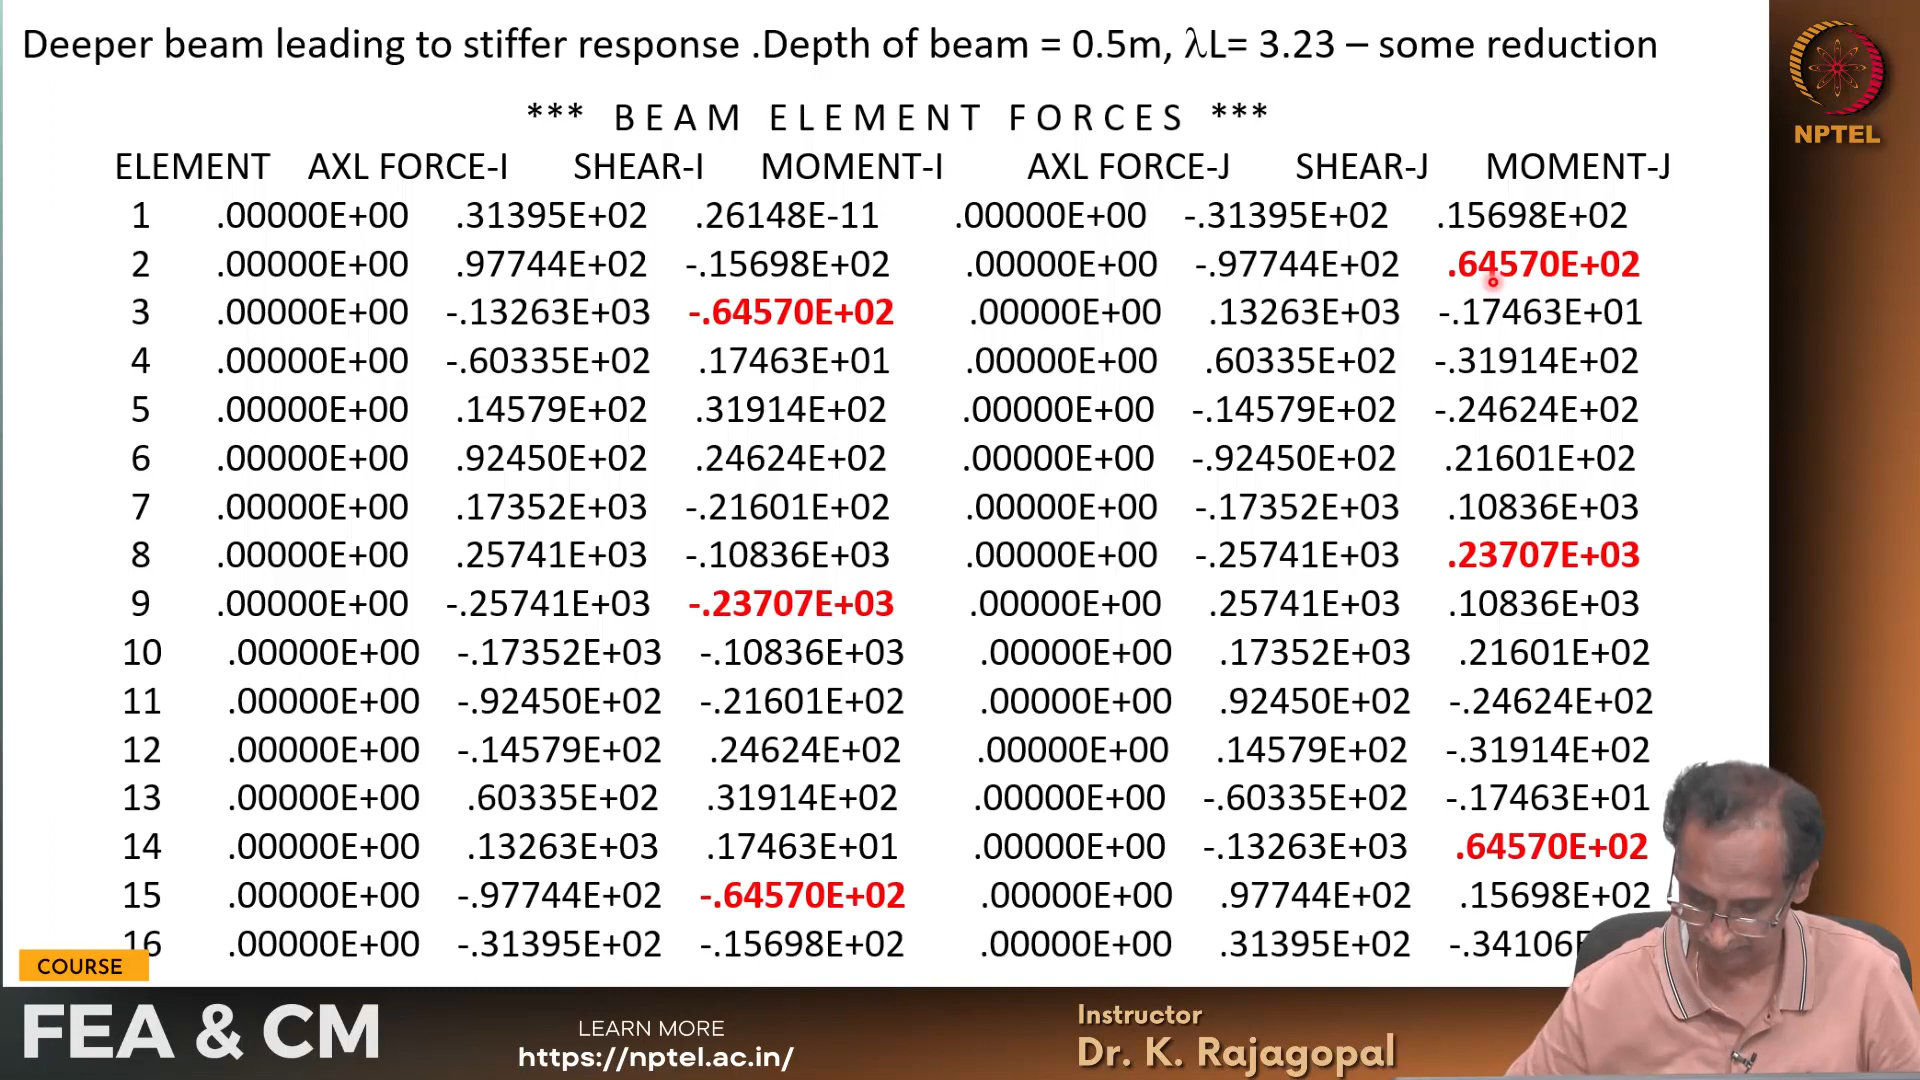 Deeper beam leading to stiffer response .Depth of beam = 0.5m, λL= 3.23 – some reduction
*** B E A M E L E M E N T F O R C E S ***
ELEMENT AXL FORCE-I SHEAR-I MOMENT-I AXL FORCE-J SHEAR-J MOMENT-J
1 .00000E+00 .31395E+02 .26148E-11 .00000E+00 -.31395E+02 .15698E+02
2 .00000E+00 .97744E+02 -.15698E+02 .00000E+00 -.97744E+02 .64570E+02
3 .00000E+00 -.13263E+03 -.64570E+02 .00000E+00 .13263E+03 -.17463E+01
4 .00000E+00 -.60335E+02 .17463E+01 .00000E+00 .60335E+02 -.31914E+02
5 .00000E+00 .14579E+02 .31914E+02 .00000E+00 -.14579E+02 -.24624E+02
6 .00000E+00 .92450E+02 .24624E+02 .00000E+00 -.92450E+02 .21601E+02
7 .00000E+00 .17352E+03 -.21601E+02 .00000E+00 -.17352E+03 .10836E+03
8 .00000E+00 .25741E+03 -.10836E+03 .00000E+00 -.25741E+03 .23707E+03
9 .00000E+00 -.25741E+03 -.23707E+03 .00000E+00 .25741E+03 .10836E+03
10 .00000E+00 -.17352E+03 -.10836E+03 .00000E+00 .17352E+03 .21601E+02
11 .00000E+00 -.92450E+02 -.21601E+02 .00000E+00 .92450E+02 -.24624E+02
12 .00000E+00 -.14579E+02 .24624E+02 .00000E+00 .14579E+02 -.31914E+02
13 .00000E+00 .60335E+02 .31914E+02 .00000E+00 -.60335E+02 -.17463E+01
14 .00000E+00 .13263E+03 .17463E+01 .00000E+00 -.13263E+03 .64570E+02
15 .00000E+00 -.97744E+02 -.64570E+02 .00000E+00 .97744E+02 .15698E+02
16 .00000E+00 -.31395E+02 -.15698E+02 .00000E+00 .31395E+02 -.34106E
NPTEL
COURSE
FEA & CM
LEARN MORE
https://nptel.ac.in/
Instructor
Dr. K. Rajagopal